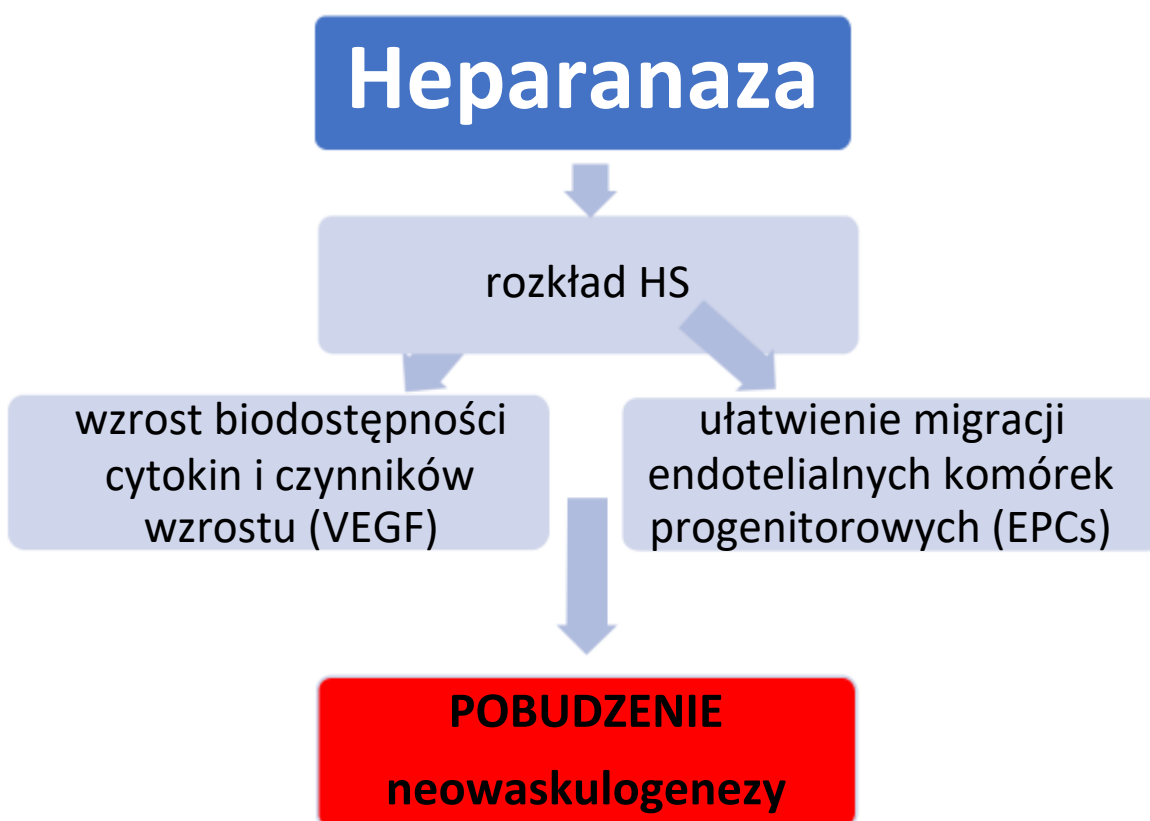 Heparanaza
rozkład HS
wzrost biodostępności
cytokin i czynników
wzrostu (VEGF)
ułatwienie migracji
endotelialnych komórek
progenitorowych (EPCs)
POBUDZENIE
neowaskulogenezy